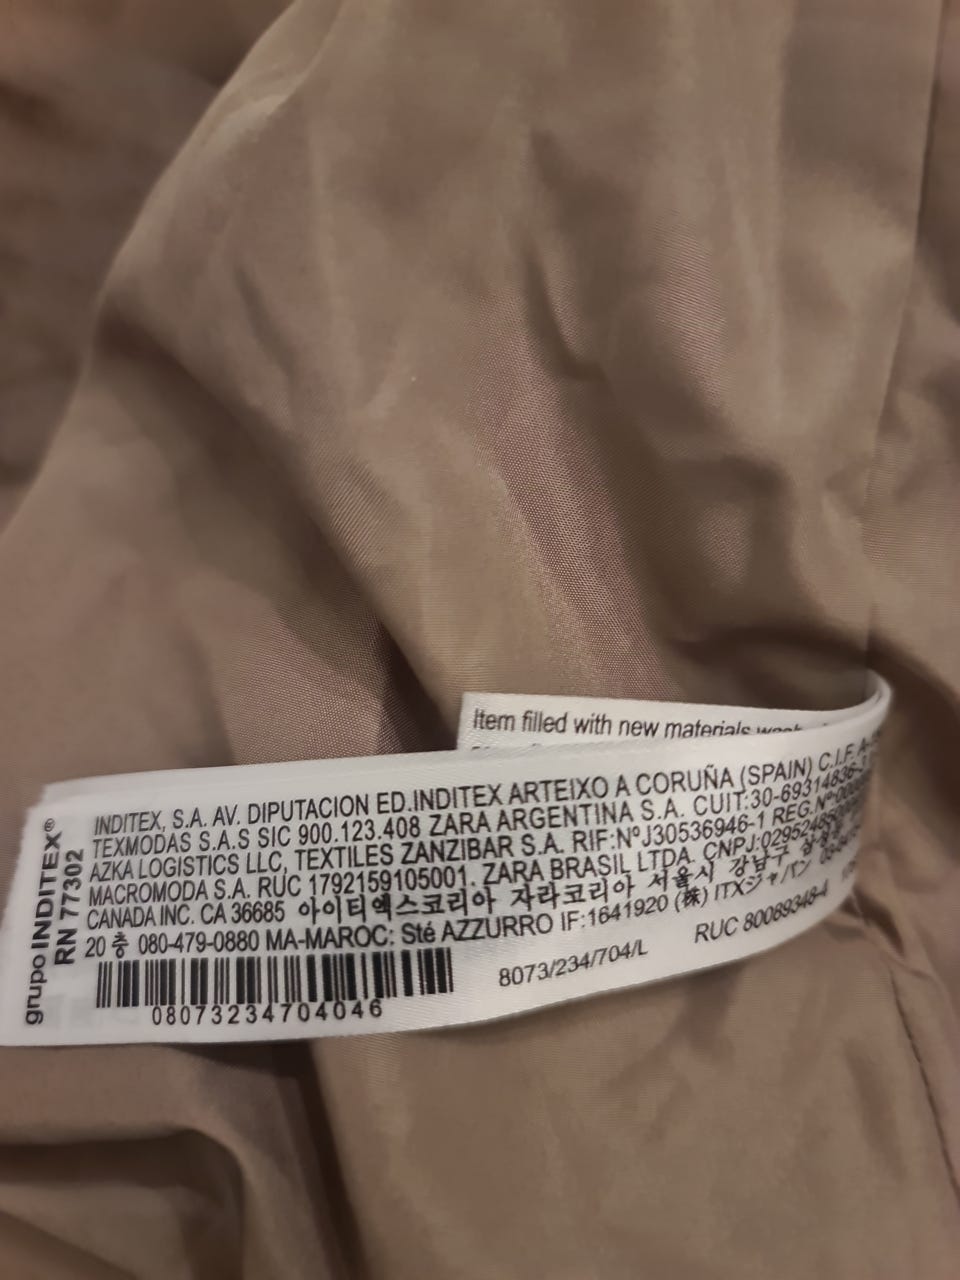 Item filled with new materials
INDITEX, S.A. AV. DIPUTACION ED.INDITEX ARTEIXO A CORUÑA (SPAIN) C.I.F. A-
TEXMODAS S.A.S SIC 900.123.408 ZARA ARGENTINA S.A. CUIT:30-69314836-3
AZKA LOGISTICS LLC, TEXTILES ZANZIBAR S.A. RIF:NºJ30536946-1 REG.Nº
MACROMODA S.A. RUC 1792159105001. ZARA BRASIL LTDA. CNPJ:
CANADA INC. CA 36685 아이티엑스코리아 자라코리아 서울시 강남구
20 층 080-479-0880 MA-MAROC: Sté AZZURRO IF:1641920 (株) ITXジャパン
8073/234/704/L RUC 80089348-4
08073234704046
grupo INDITEX®
RN 77302